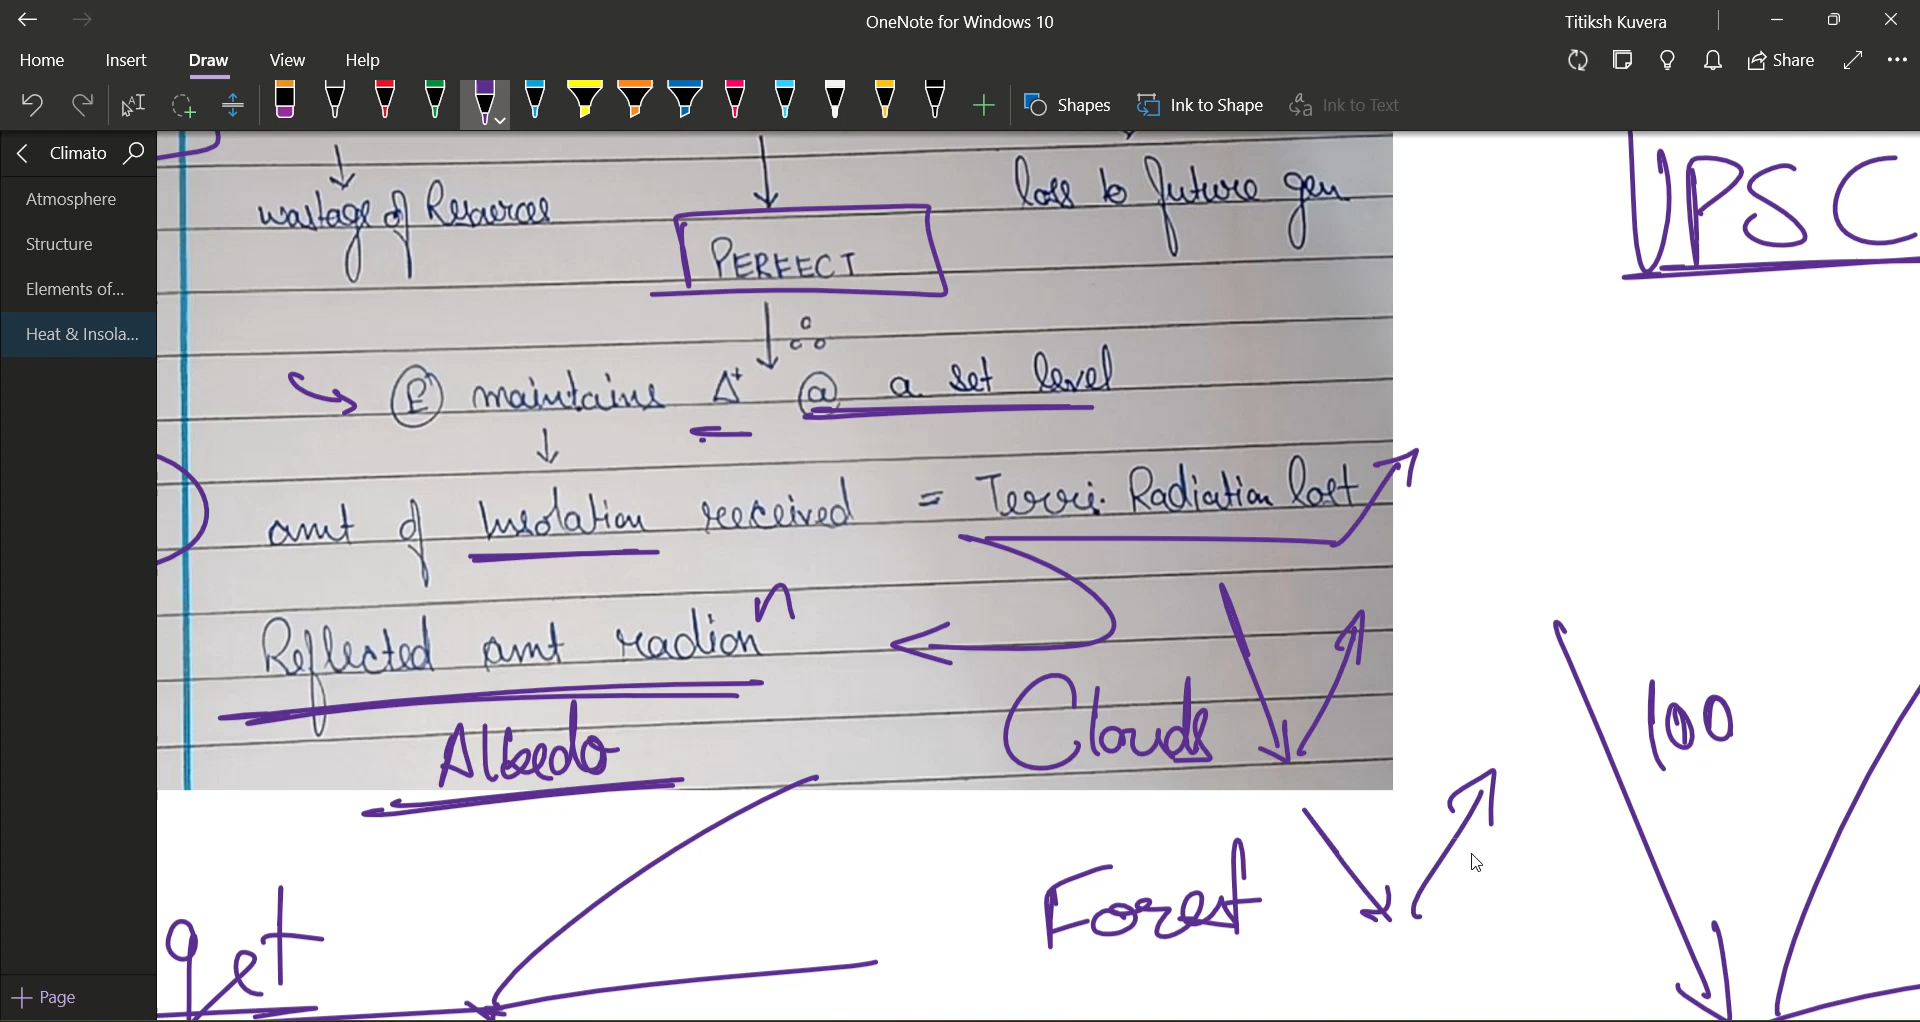 OneNote for Windows 10
Titiksh Kuvera
Home Insert Draw View Help
Share
Shapes Ink to Shape Ink to Text
Climato
Atmosphere
Structure
Elements of...
Heat & Insola...
Page
wastage of Resources
loss to future gen
UPSC
PERFECT
(E) maintains Δt @ a set level
amt of Insolation received = Terri. Radiation lost
Reflected amt radion n
Albedo
Clouds
100
Forest
get